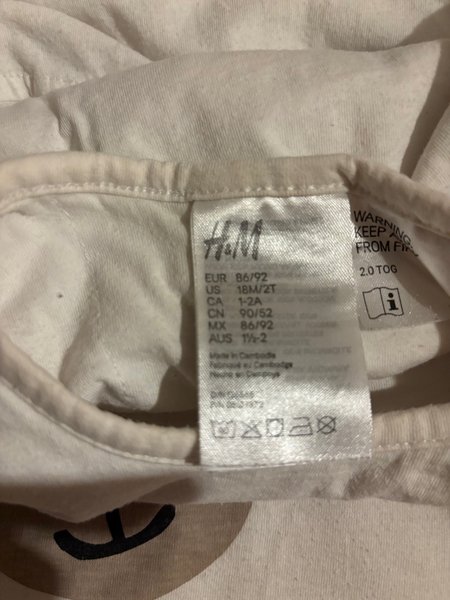 H&M
EUR 86/92
US 18M/2T
CA 1-2A
CN 90/52
MX 86/92
AUS 1½-2
Made in Cambodia
Fabriqué au Cambodge
Hecho en Camboya
WARNING
KEEP
FROM
2.0 TOG